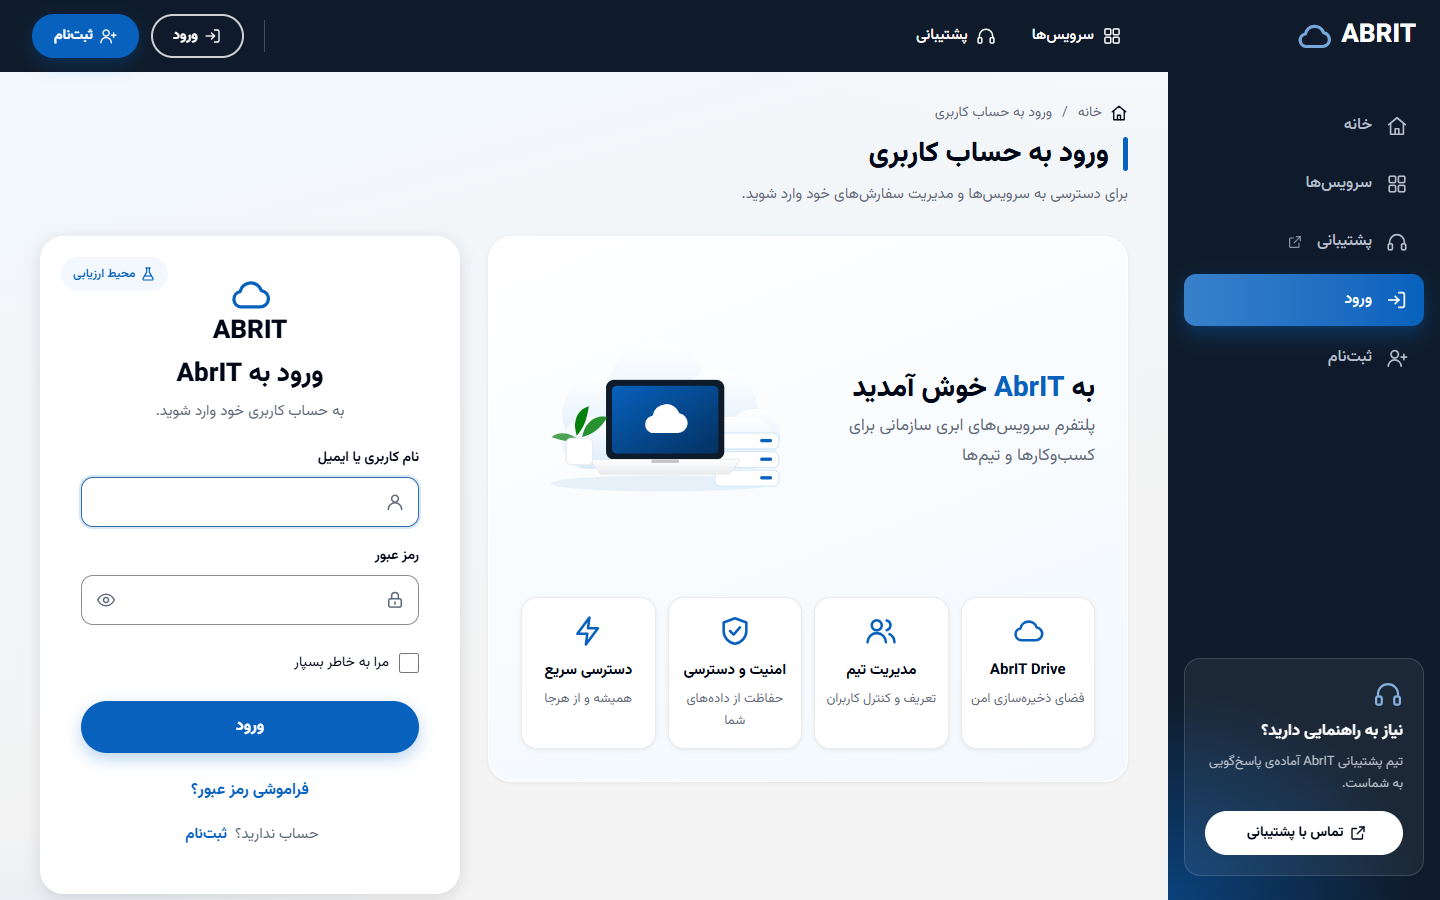 ABRIT
سرویس‌ها
پشتیبانی
ورود
ثبت‌نام
خانه
سرویس‌ها
پشتیبانی
ورود
ثبت‌نام
نیاز به راهنمایی دارید؟
تیم پشتیبانی AbrIT آماده‌ی پاسخ‌گویی
به شماست.
تماس با پشتیبانی
خانه / ورود به حساب کاربری
ورود به حساب کاربری
برای دسترسی به سرویس‌ها و مدیریت سفارش‌های خود وارد شوید.
به AbrIT خوش آمدید
پلتفرم سرویس‌های ابری سازمانی برای
کسب‌وکارها و تیم‌ها
AbrIT Drive
فضای ذخیره‌سازی امن
مدیریت تیم
تعریف و کنترل کاربران
امنیت و دسترسی
حفاظت از داده‌های
شما
دسترسی سریع
همیشه و از هرجا
محیط ارزیابی
ABRIT
ورود به AbrIT
به حساب کاربری خود وارد شوید.
نام کاربری یا ایمیل
رمز عبور
مرا به خاطر بسپار
ورود
فراموشی رمز عبور؟
حساب ندارید؟ ثبت‌نام